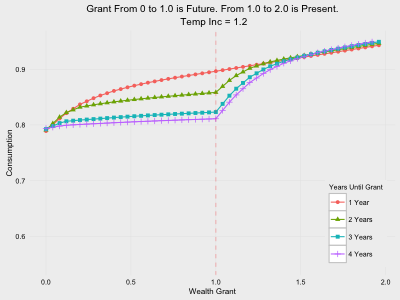 Grant From 0 to 1.0 is Future. From 1.0 to 2.0 is Present.
Temp Inc = 1.2
Consumption
0.9
0.8
0.7
0.6
0.0
0.5
1.0
1.5
2.0
Wealth Grant
Years Until Grant
1 Year
2 Years
3 Years
4 Years